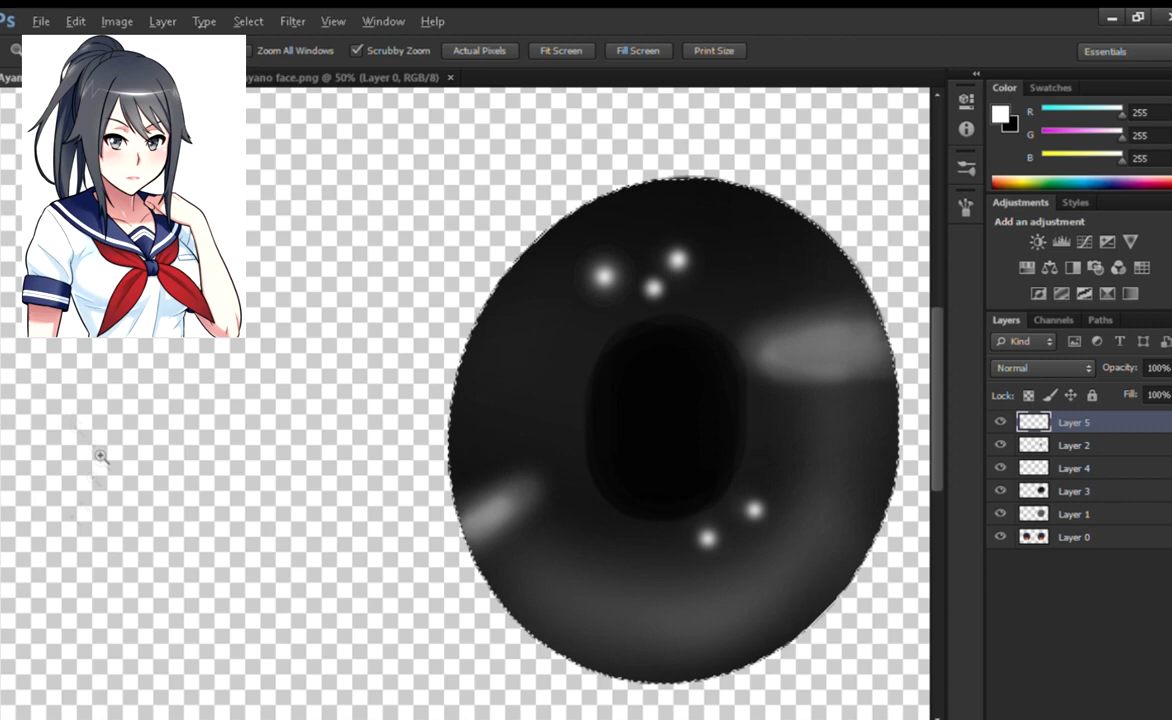 Ps File Edit Image Layer Type Select Filter View Window Help
Zoom All Windows Scrubby Zoom Actual Pixels Fit Screen Fill Screen Print Size Essentials
Ayan yano face.png @ 50% (Layer 0, RGB/8) ×
Color Swatches
R 255
G 255
B 255
Adjustments Styles
Add an adjustment
Layers Channels Paths
Kind
Normal Opacity: 100%
Lock: Fill: 100%
Layer 5
Layer 2
Layer 4
Layer 3
Layer 1
Layer 0